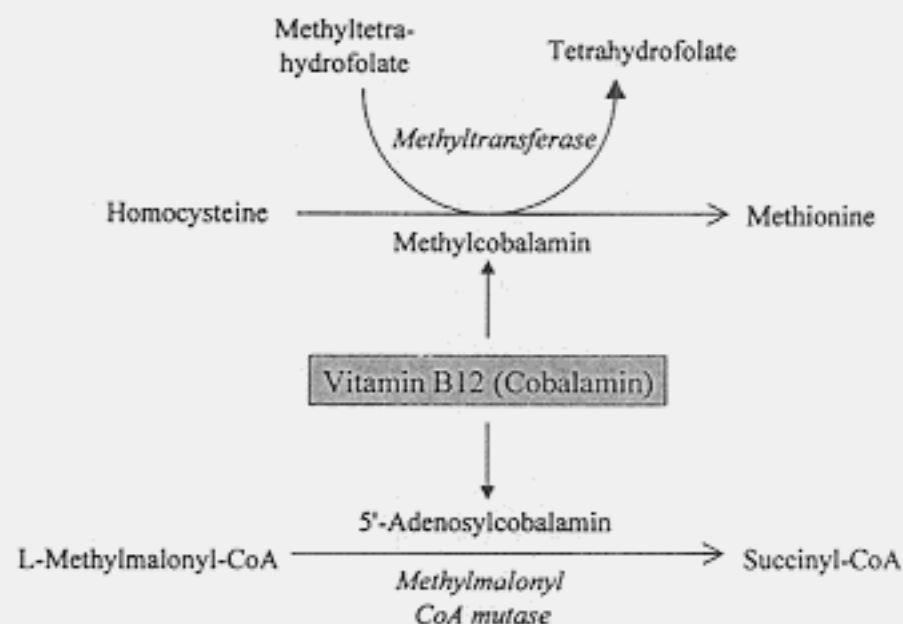 Methyltetra-
hydrofolate
Tetrahydrofolate
Methyltransferase
Homocysteine
Methionine
Methylcobalamin
Vitamin B12 (Cobalamin)
5'-Adenosylcobalamin
L-Methylmalonyl-CoA
Succinyl-CoA
Methylmalonyl
CoA mutase